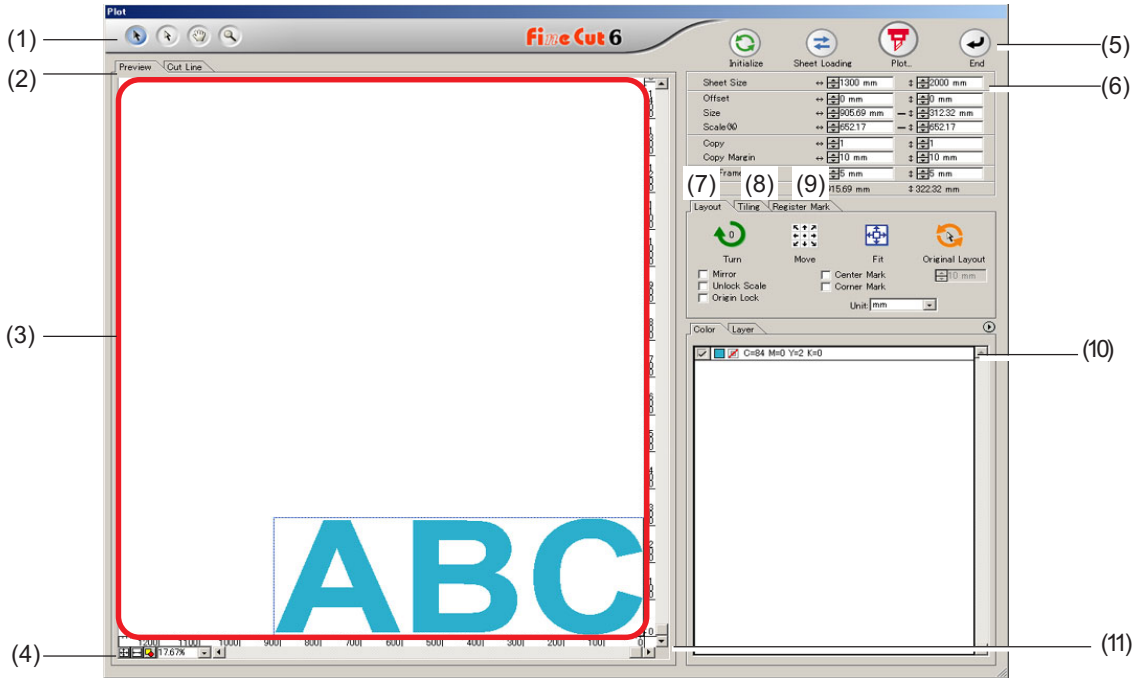 Plot
(1)
FineCut 6
Initialize Sheet Loading Plot... End
(5)
(2)
Preview Cut Line
Sheet Size 1300 mm 2000 mm
(6)
Offset 0 mm 0 mm
Size 905.69 mm 312.32 mm
Scale(%) 652.17 652.17
Copy 1 1
Copy Margin 10 mm 10 mm
Frame 5 mm 5 mm
(7) (8) (9)
915.69 mm 322.32 mm
Layout Tiling Register Mark
0
Turn Move Fit Original Layout
Mirror Center Mark 10 mm
Unlock Scale Corner Mark
Origin Lock
Unit: mm
(3)
Color Layer
C=84 M=0 Y=2 K=0
(10)
ABC
1200 1100 1000 900 800 700 600 500 400 300 200 100 0
(4)
17.67%
(11)